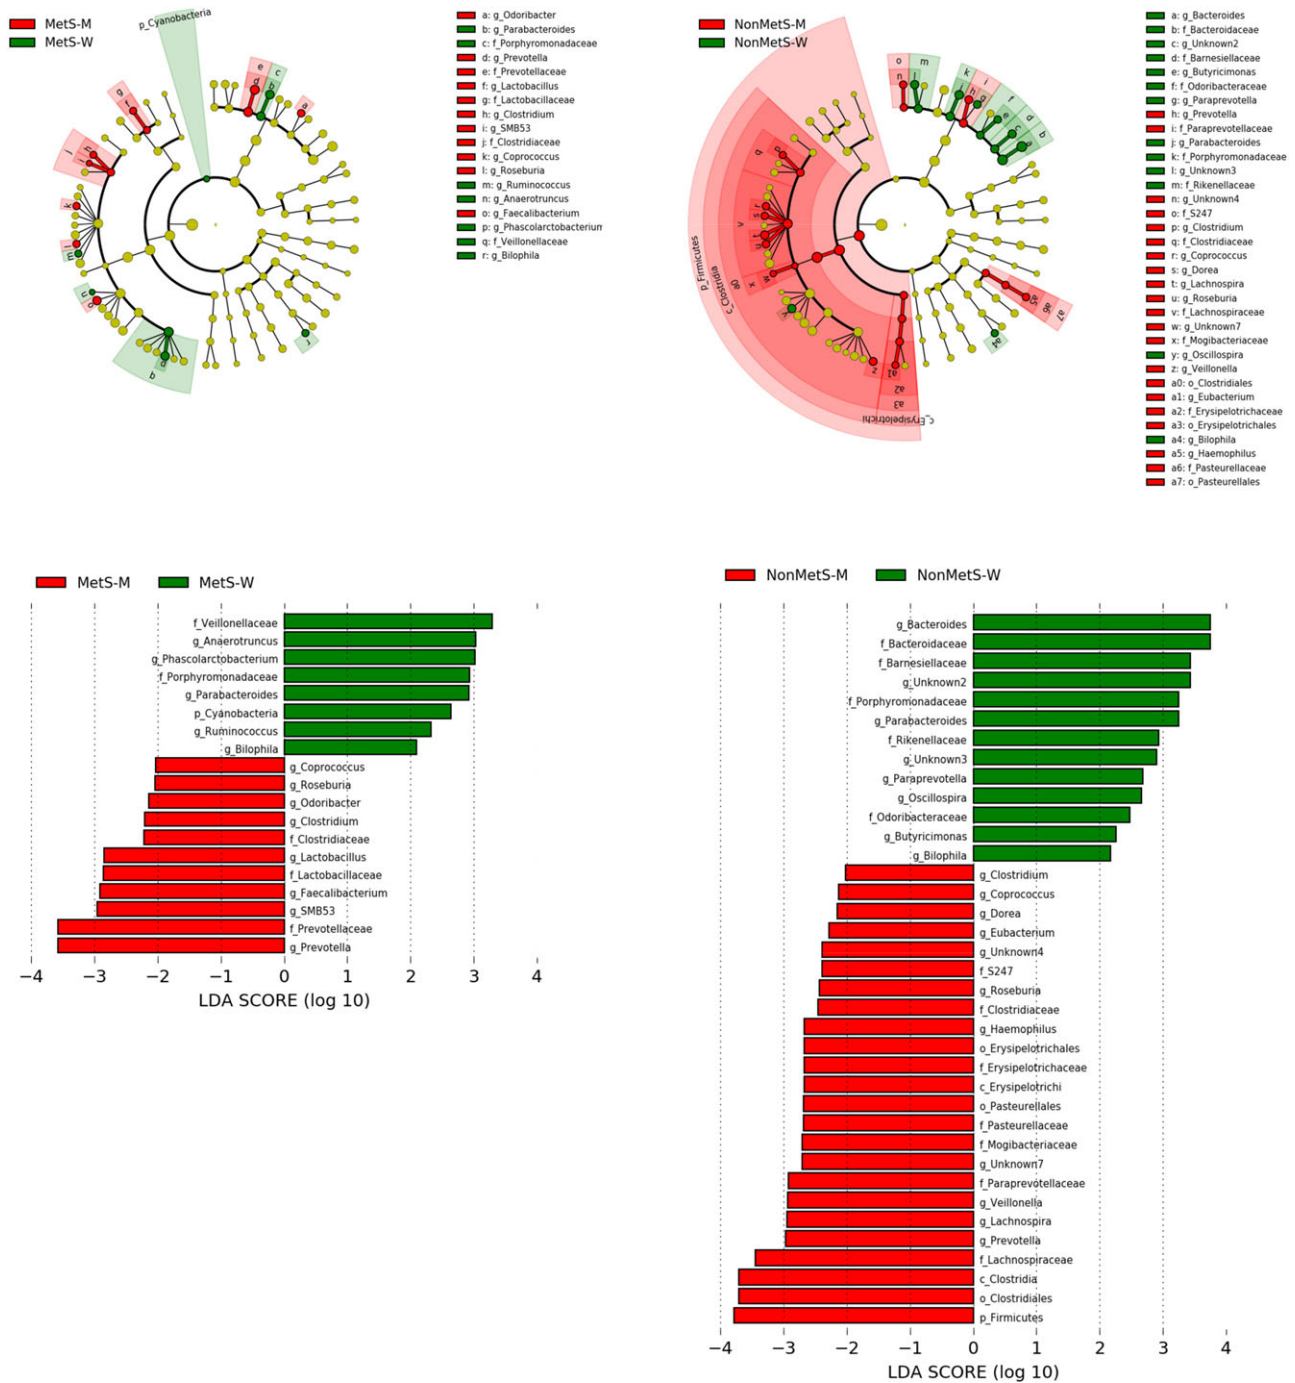 MetS-M
MetS-W
p_Cyanobacteria
a: g_Odoribacter
b: g_Parabacteroides
c: f_Porphyromonadaceae
d: g_Prevotella
e: f_Prevotellaceae
f: g_Lactobacillus
g: f_Lactobacillaceae
h: g_Clostridium
i: g_SMB53
j: f_Clostridiaceae
k: g_Coprococcus
l: g_Roseburia
m: g_Ruminococcus
n: g_Anaerotruncus
o: g_Faecalibacterium
p: g_Phascolarctobacterium
q: f_Veillonellaceae
r: g_Bilophila
NonMetS-M
NonMetS-W
p_Firmicutes
c_Clostridia
c_Erysipelotrichi
a: g_Bacteroides
b: f_Bacteroidaceae
c: g_Unknown2
d: f_Barnesiellaceae
e: g_Butyricimonas
f: f_Odoribacteraceae
g: g_Paraprevotella
h: g_Prevotella
i: f_Paraprevotellaceae
j: g_Parabacteroides
k: f_Porphyromonadaceae
l: g_Unknown3
m: f_Rikenellaceae
n: g_Unknown4
o: f_S247
p: g_Clostridium
q: f_Clostridiaceae
r: g_Coprococcus
s: g_Dorea
t: g_Lachnospira
u: g_Roseburia
v: f_Lachnospiraceae
w: g_Unknown7
x: f_Mogibacteriaceae
y: g_Oscillospira
z: g_Veillonella
a0: o_Clostridiales
a1: g_Eubacterium
a2: f_Erysipelotrichaceae
a3: o_Erysipelotrichales
a4: g_Bilophila
a5: g_Haemophilus
a6: f_Pasteurellaceae
a7: o_Pasteurellales
MetS-M MetS-W
f_Veillonellaceae
g_Anaerotruncus
g_Phascolarctobacterium
f_Porphyromonadaceae
g_Parabacteroides
p_Cyanobacteria
g_Ruminococcus
g_Bilophila
g_Coprococcus
g_Roseburia
g_Odoribacter
g_Clostridium
f_Clostridiaceae
g_Lactobacillus
f_Lactobacillaceae
g_Faecalibacterium
g_SMB53
f_Prevotellaceae
g_Prevotella
−4 −3 −2 −1 0 1 2 3 4
LDA SCORE (log 10)
NonMetS-M NonMetS-W
g_Bacteroides
f_Bacteroidaceae
f_Barnesiellaceae
g_Unknown2
f_Porphyromonadaceae
g_Parabacteroides
f_Rikenellaceae
g_Unknown3
g_Paraprevotella
g_Oscillospira
f_Odoribacteraceae
g_Butyricimonas
g_Bilophila
g_Clostridium
g_Coprococcus
g_Dorea
g_Eubacterium
g_Unknown4
f_S247
g_Roseburia
f_Clostridiaceae
g_Haemophilus
o_Erysipelotrichales
f_Erysipelotrichaceae
c_Erysipelotrichi
o_Pasteurellales
f_Pasteurellaceae
f_Mogibacteriaceae
g_Unknown7
f_Paraprevotellaceae
g_Veillonella
g_Lachnospira
g_Prevotella
f_Lachnospiraceae
c_Clostridia
o_Clostridiales
p_Firmicutes
−4 −3 −2 −1 0 1 2 3 4
LDA SCORE (log 10)